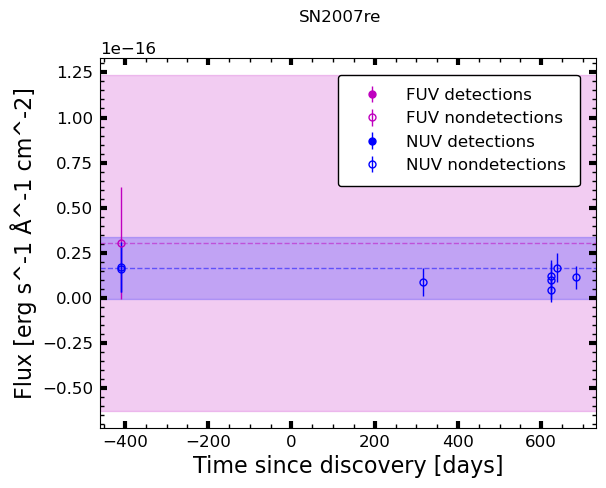 SN2007re
1e−16
FUV detections
FUV nondetections
NUV detections
NUV nondetections
1.25
1.00
0.75
0.50
0.25
0.00
−0.25
−0.50
Flux [erg s^-1 Å^-1 cm^-2]
−400 −200 0 200 400 600
Time since discovery [days]